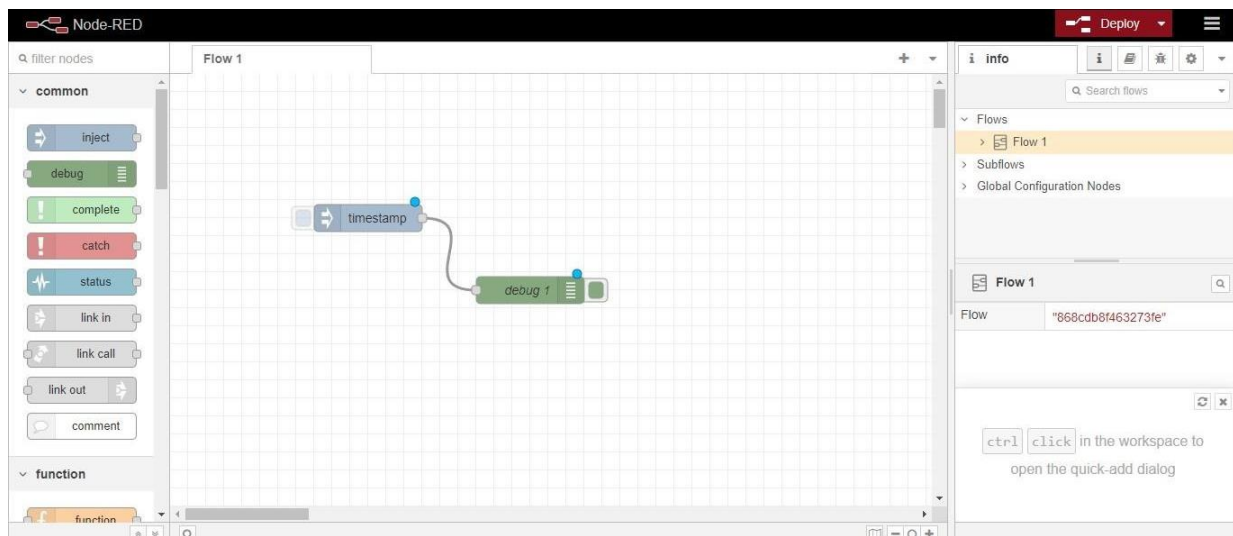 Node-RED
Deploy
filter nodes
Flow 1
info
common
Search flows
inject
Flows
Flow 1
debug
Subflows
Global Configuration Nodes
complete
timestamp
catch
debug 1
status
Flow 1
link in
Flow
"868cdb8f463273fe"
link call
link out
comment
ctrl click in the workspace to
open the quick-add dialog
function
function